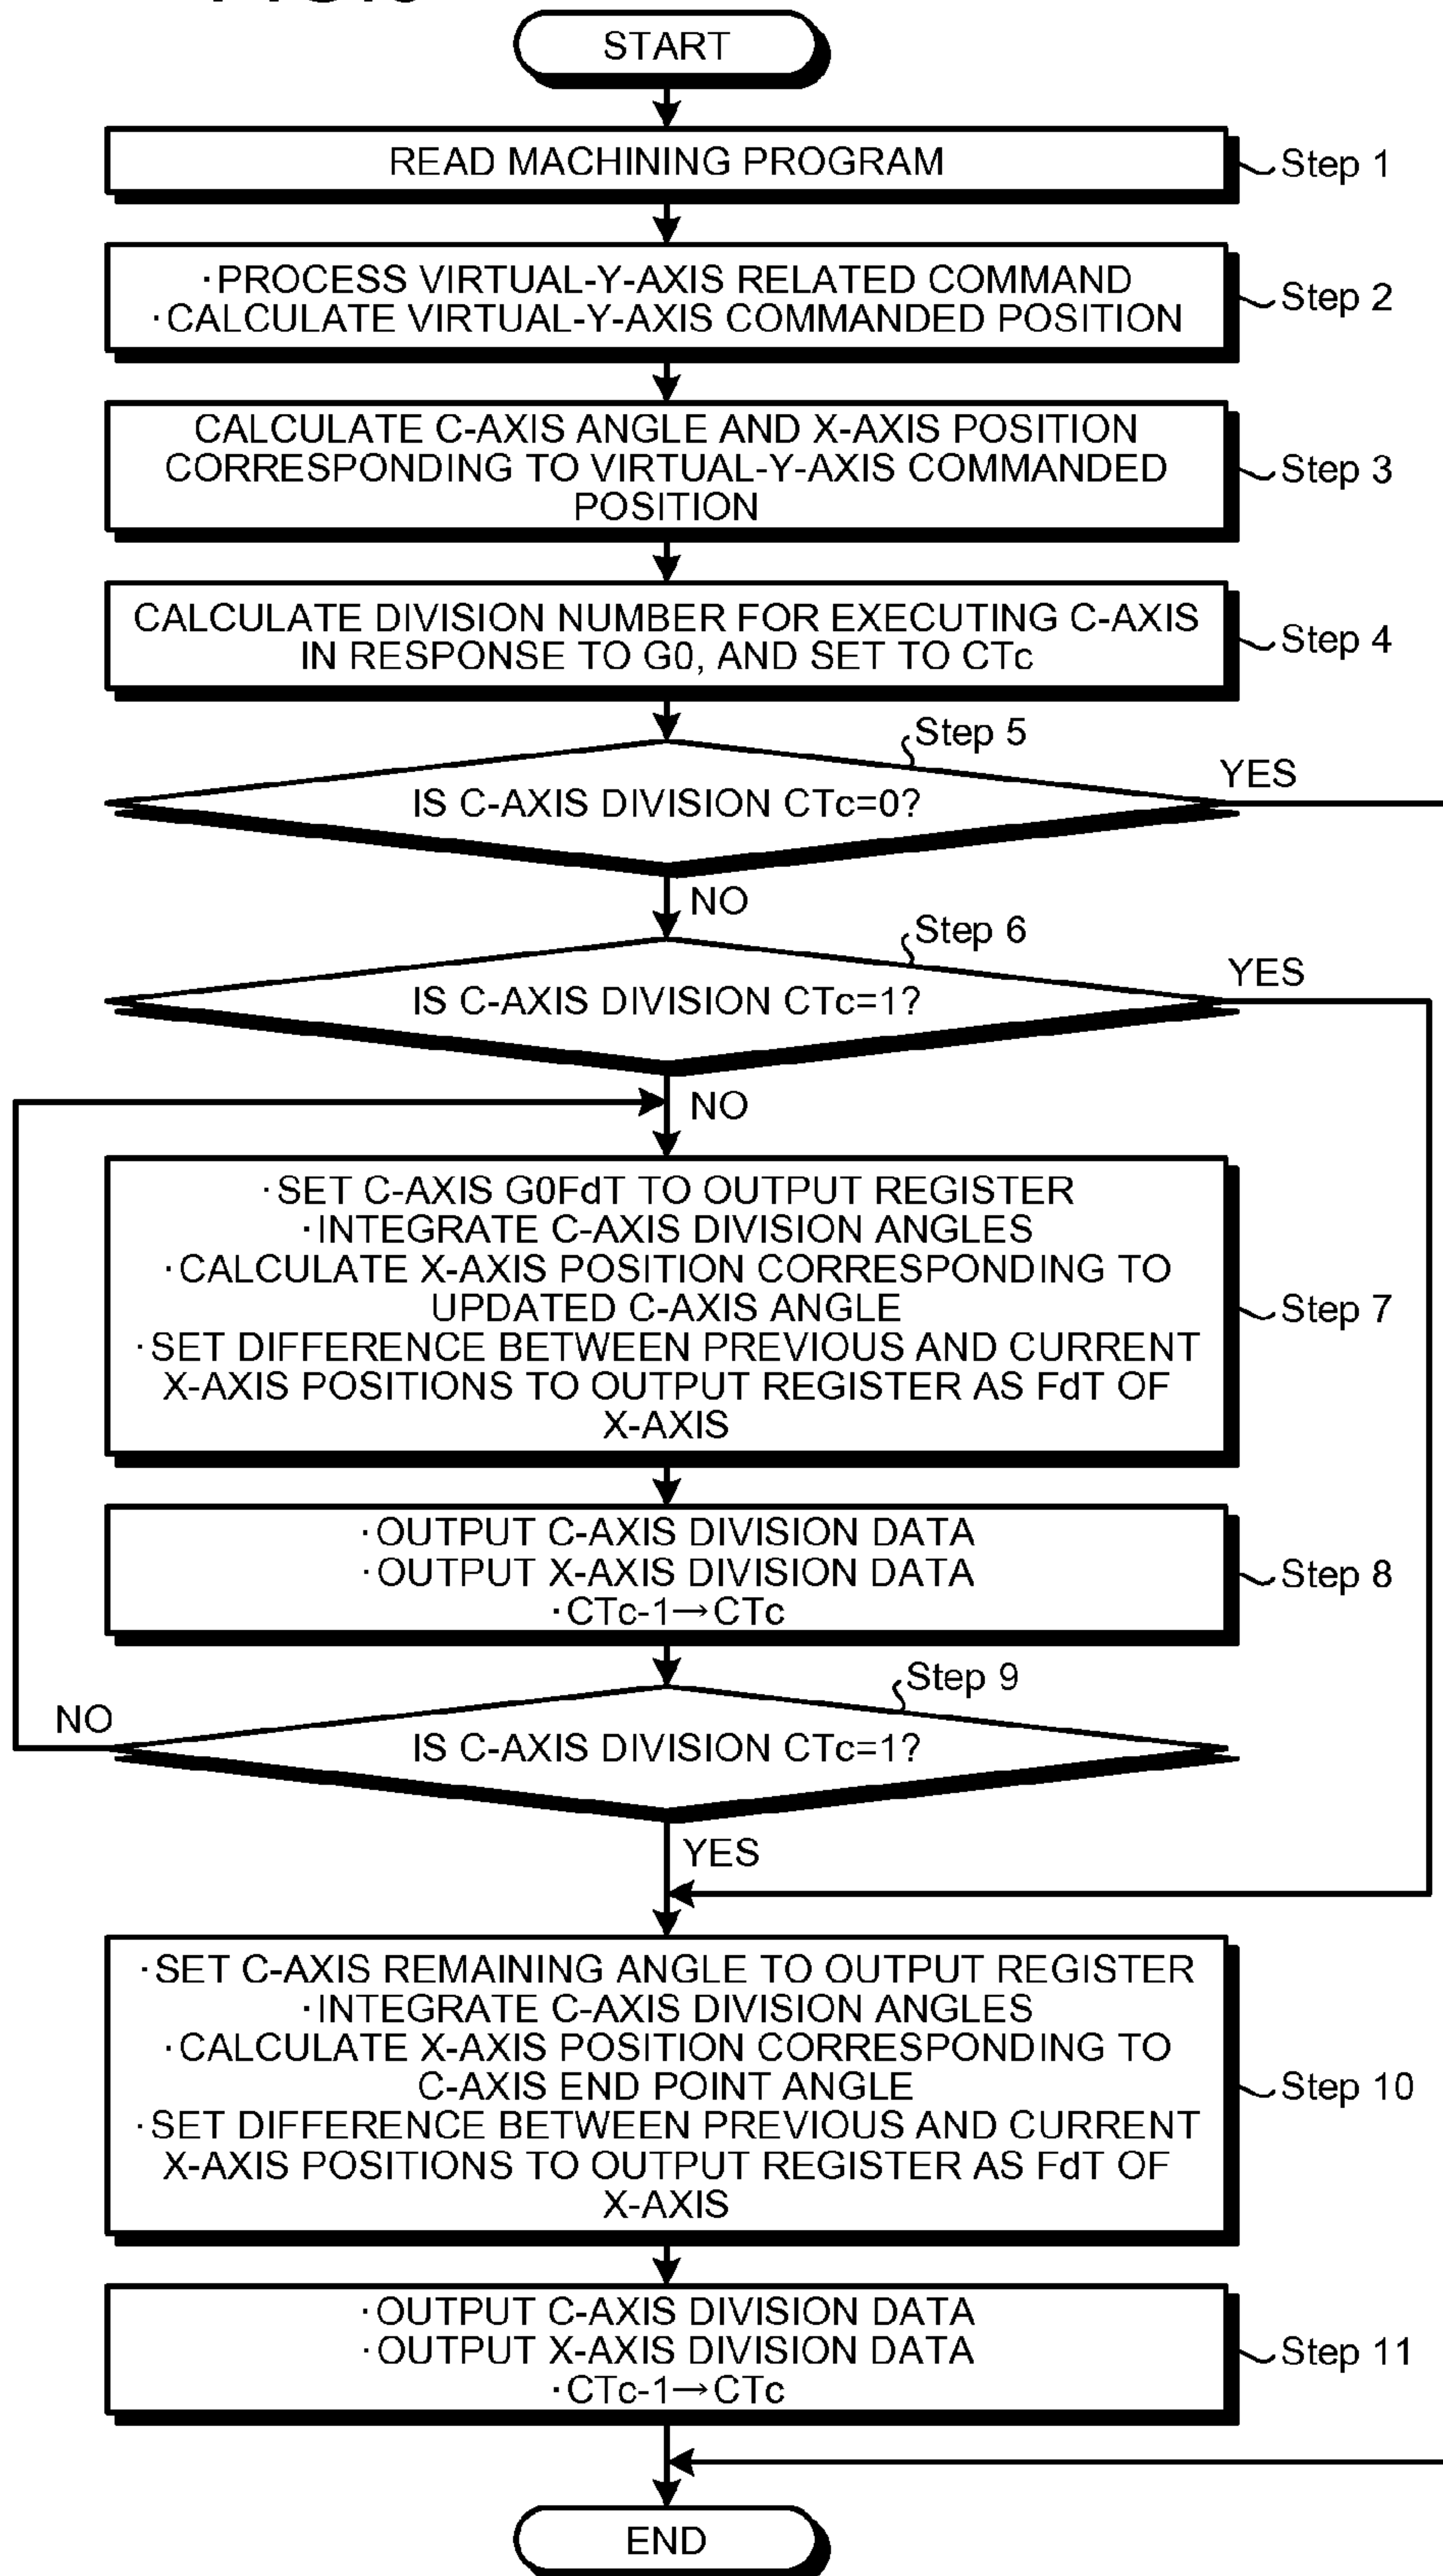 START
READ MACHINING PROGRAM
Step 1
·PROCESS VIRTUAL-Y-AXIS RELATED COMMAND
·CALCULATE VIRTUAL-Y-AXIS COMMANDED POSITION
Step 2
CALCULATE C-AXIS ANGLE AND X-AXIS POSITION
CORRESPONDING TO VIRTUAL-Y-AXIS COMMANDED
POSITION
Step 3
CALCULATE DIVISION NUMBER FOR EXECUTING C-AXIS
IN RESPONSE TO G0, AND SET TO CTc
Step 4
Step 5
IS C-AXIS DIVISION CTc=0?
YES
NO
Step 6
IS C-AXIS DIVISION CTc=1?
YES
NO
·SET C-AXIS G0FdT TO OUTPUT REGISTER
·INTEGRATE C-AXIS DIVISION ANGLES
·CALCULATE X-AXIS POSITION CORRESPONDING TO
UPDATED C-AXIS ANGLE
·SET DIFFERENCE BETWEEN PREVIOUS AND CURRENT
X-AXIS POSITIONS TO OUTPUT REGISTER AS FdT OF
X-AXIS
Step 7
·OUTPUT C-AXIS DIVISION DATA
·OUTPUT X-AXIS DIVISION DATA
·CTc-1→CTc
Step 8
Step 9
NO
IS C-AXIS DIVISION CTc=1?
YES
·SET C-AXIS REMAINING ANGLE TO OUTPUT REGISTER
·INTEGRATE C-AXIS DIVISION ANGLES
·CALCULATE X-AXIS POSITION CORRESPONDING TO
C-AXIS END POINT ANGLE
·SET DIFFERENCE BETWEEN PREVIOUS AND CURRENT
X-AXIS POSITIONS TO OUTPUT REGISTER AS FdT OF
X-AXIS
Step 10
·OUTPUT C-AXIS DIVISION DATA
·OUTPUT X-AXIS DIVISION DATA
·CTc-1→CTc
Step 11
END